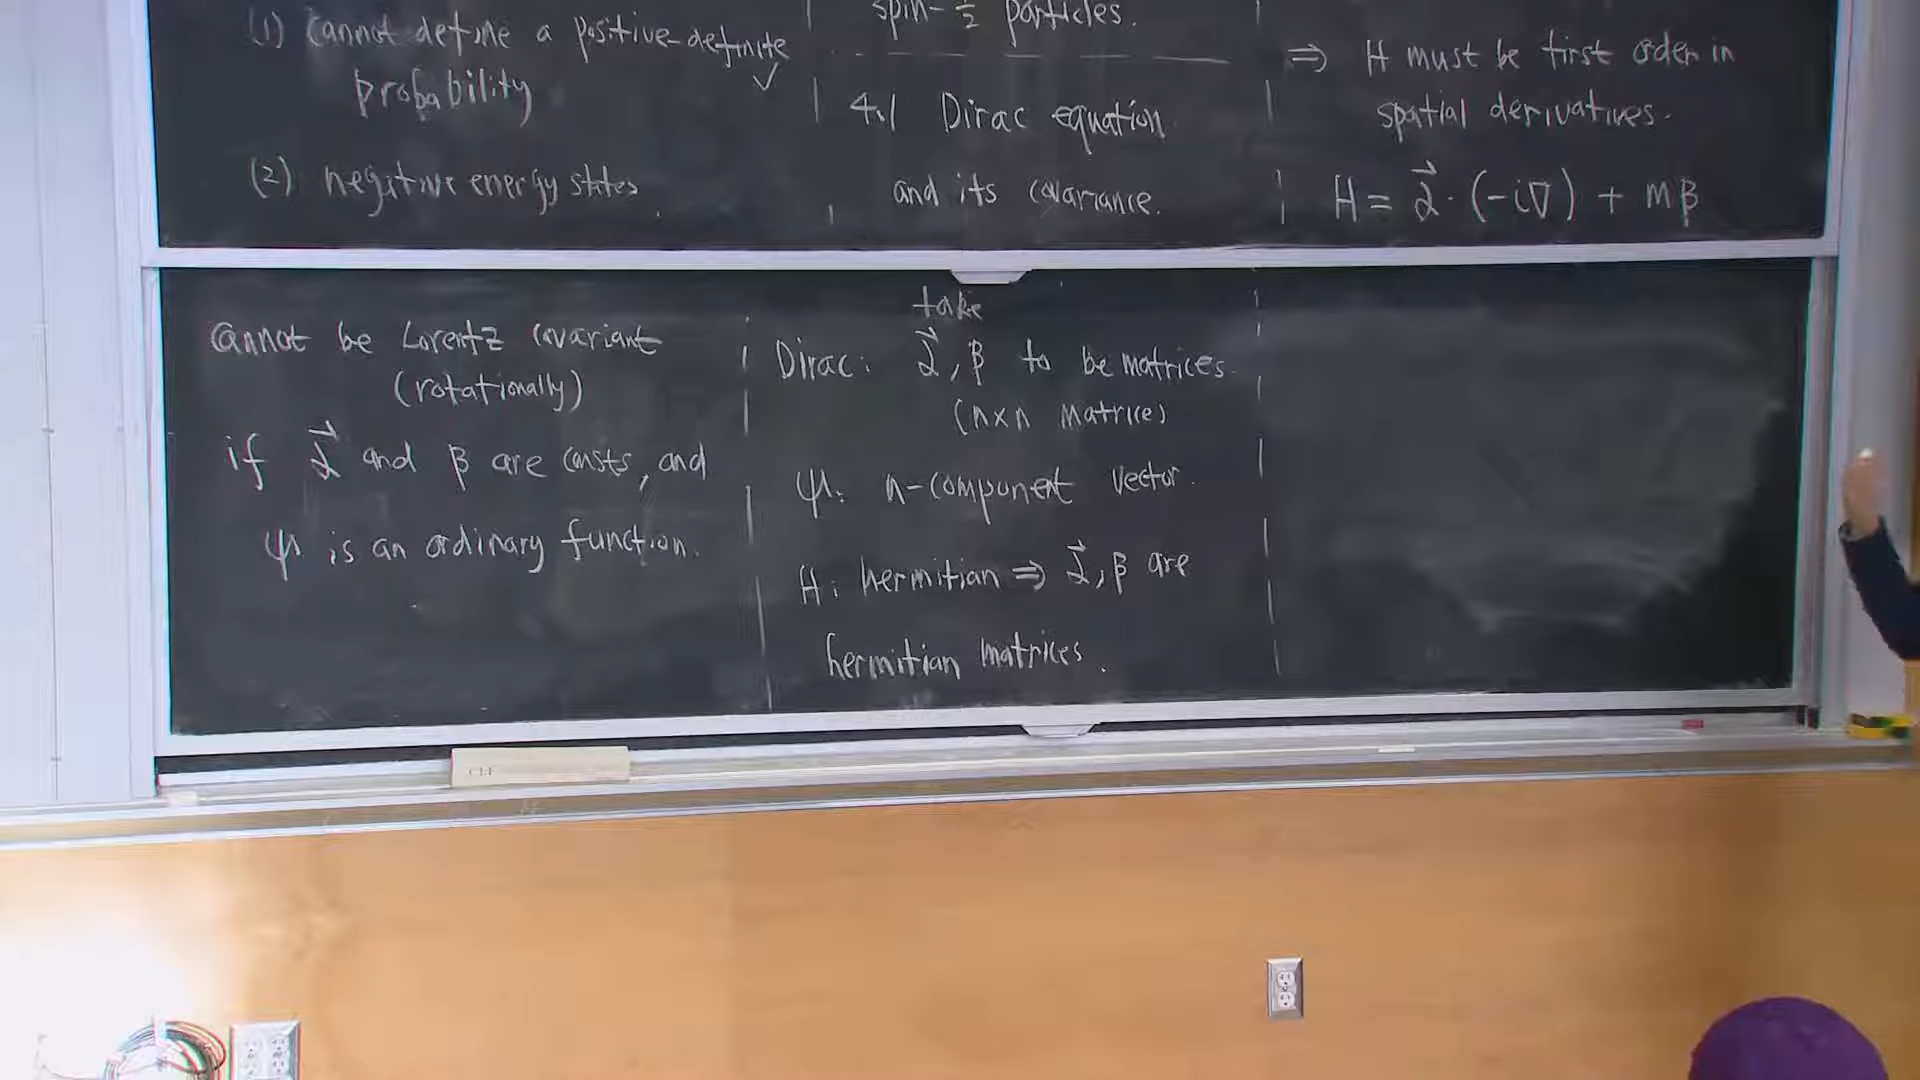 (1) Cannot define a positive-definite
probability
✓
(2) negative energy states.
spin-½ particles.
4.1 Dirac equation
and its covariance.
⇒ H must be first order in
spatial derivatives.
H = α⃗ · (-i∇) + mβ
Cannot be Lorentz covariant
(rotationally)
if α⃗ and β are consts, and
ψ is an ordinary function.
take
Dirac: α⃗, β to be matrices.
(n×n matrices)
ψ: n-component vector.
H: hermitian ⇒ α⃗, β are
hermitian matrices.